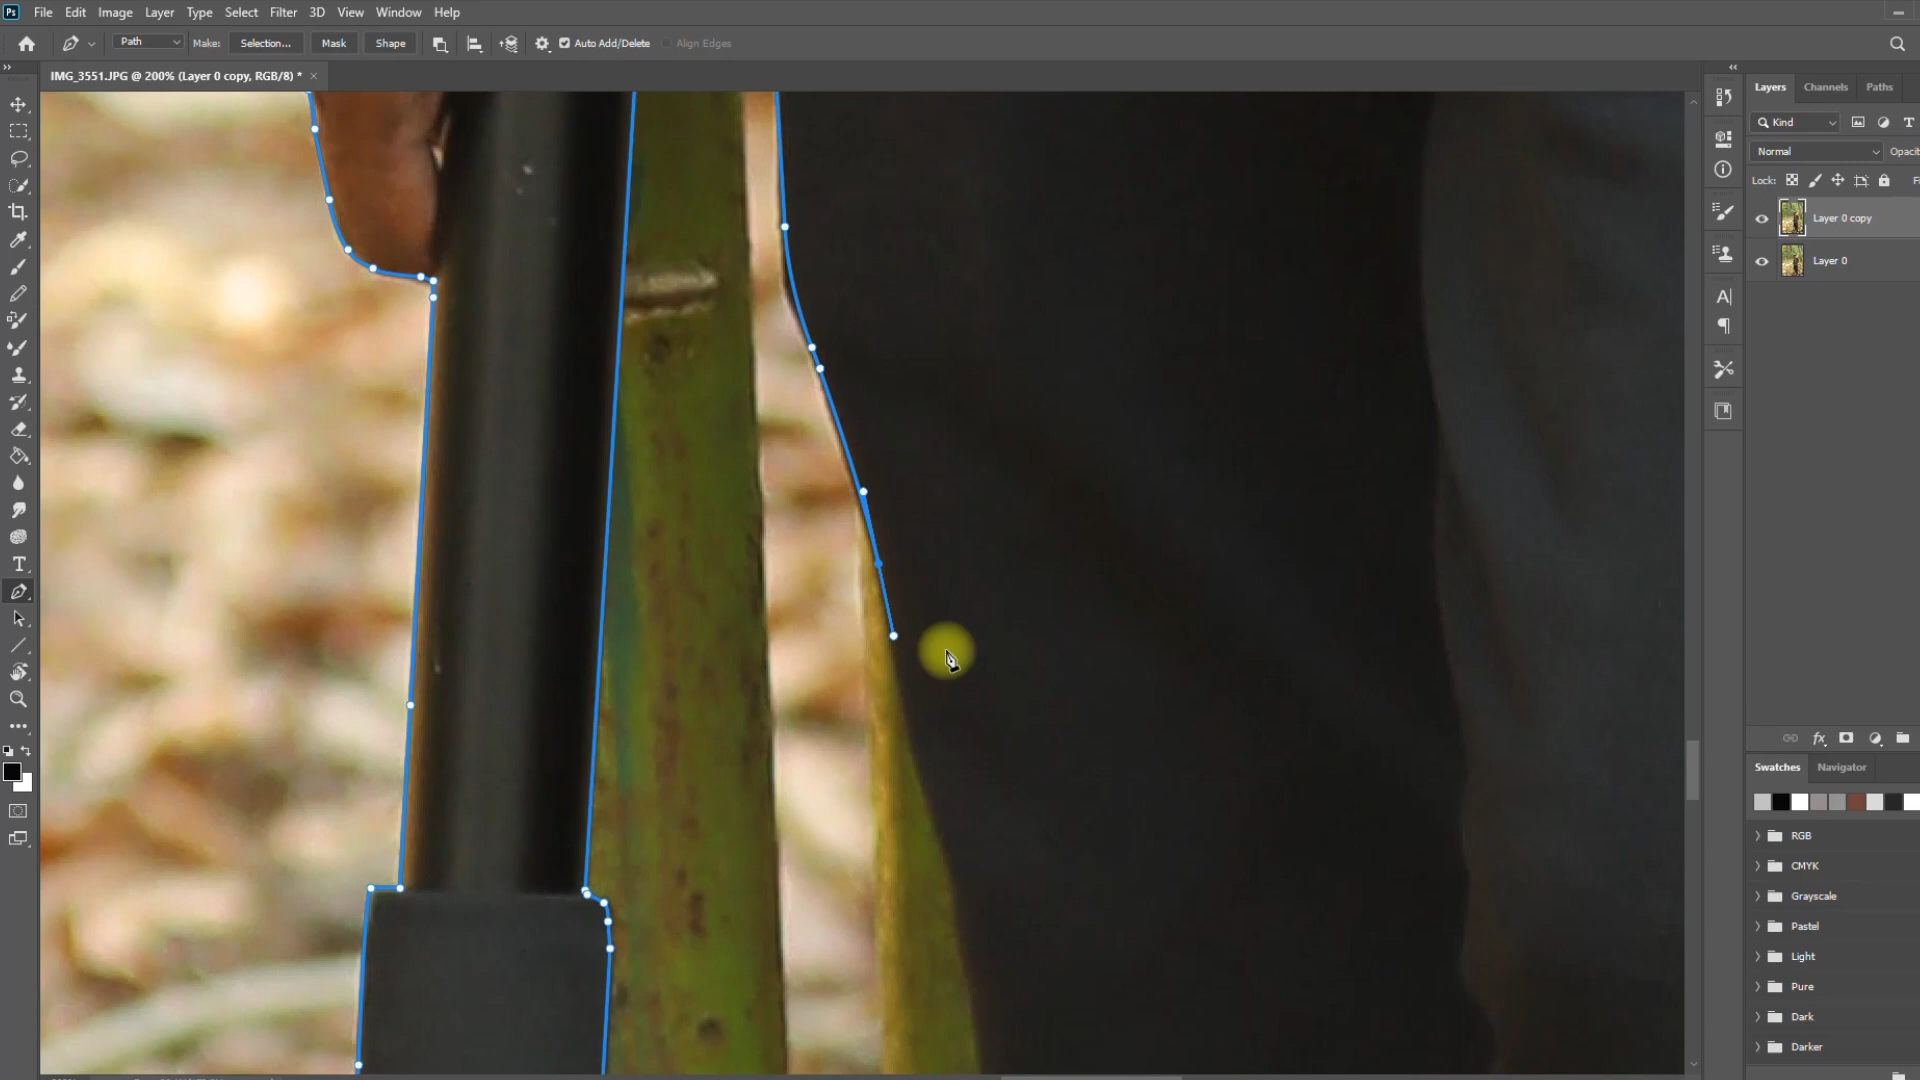 Ps File Edit Image Layer Type Select Filter 3D View Window Help
Path Make: Selection... Mask Shape Auto Add/Delete Align Edges
IMG_3551.JPG @ 200% (Layer 0 copy, RGB/8) * ×
Layers Channels Paths
Kind
Normal Opacit
Lock: Fi
Layer 0 copy
Layer 0
Swatches Navigator
RGB
CMYK
Grayscale
Pastel
Light
Pure
Dark
Darker